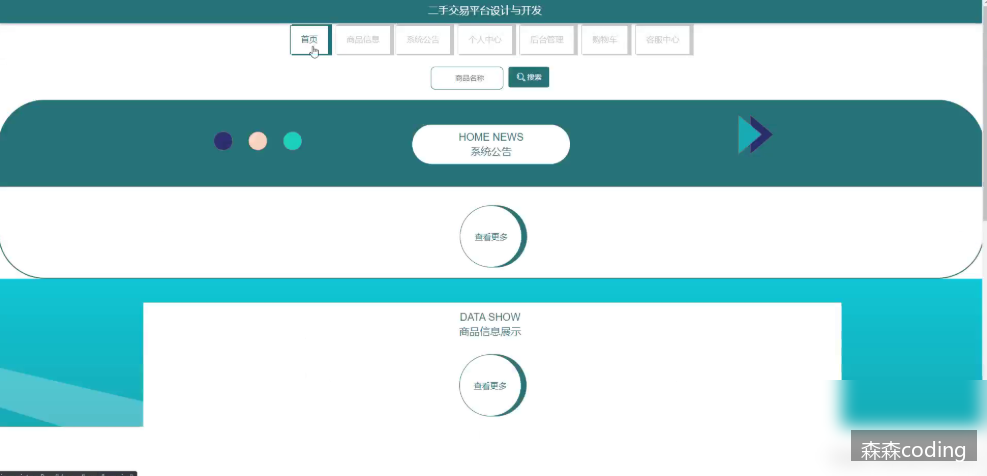 二手交易平台设计与开发
首页 商品信息 系统公告 个人中心 后台管理 购物车 客服中心
商品名称 搜索
HOME NEWS
系统公告
查看更多
DATA SHOW
商品信息展示
查看更多
森森coding